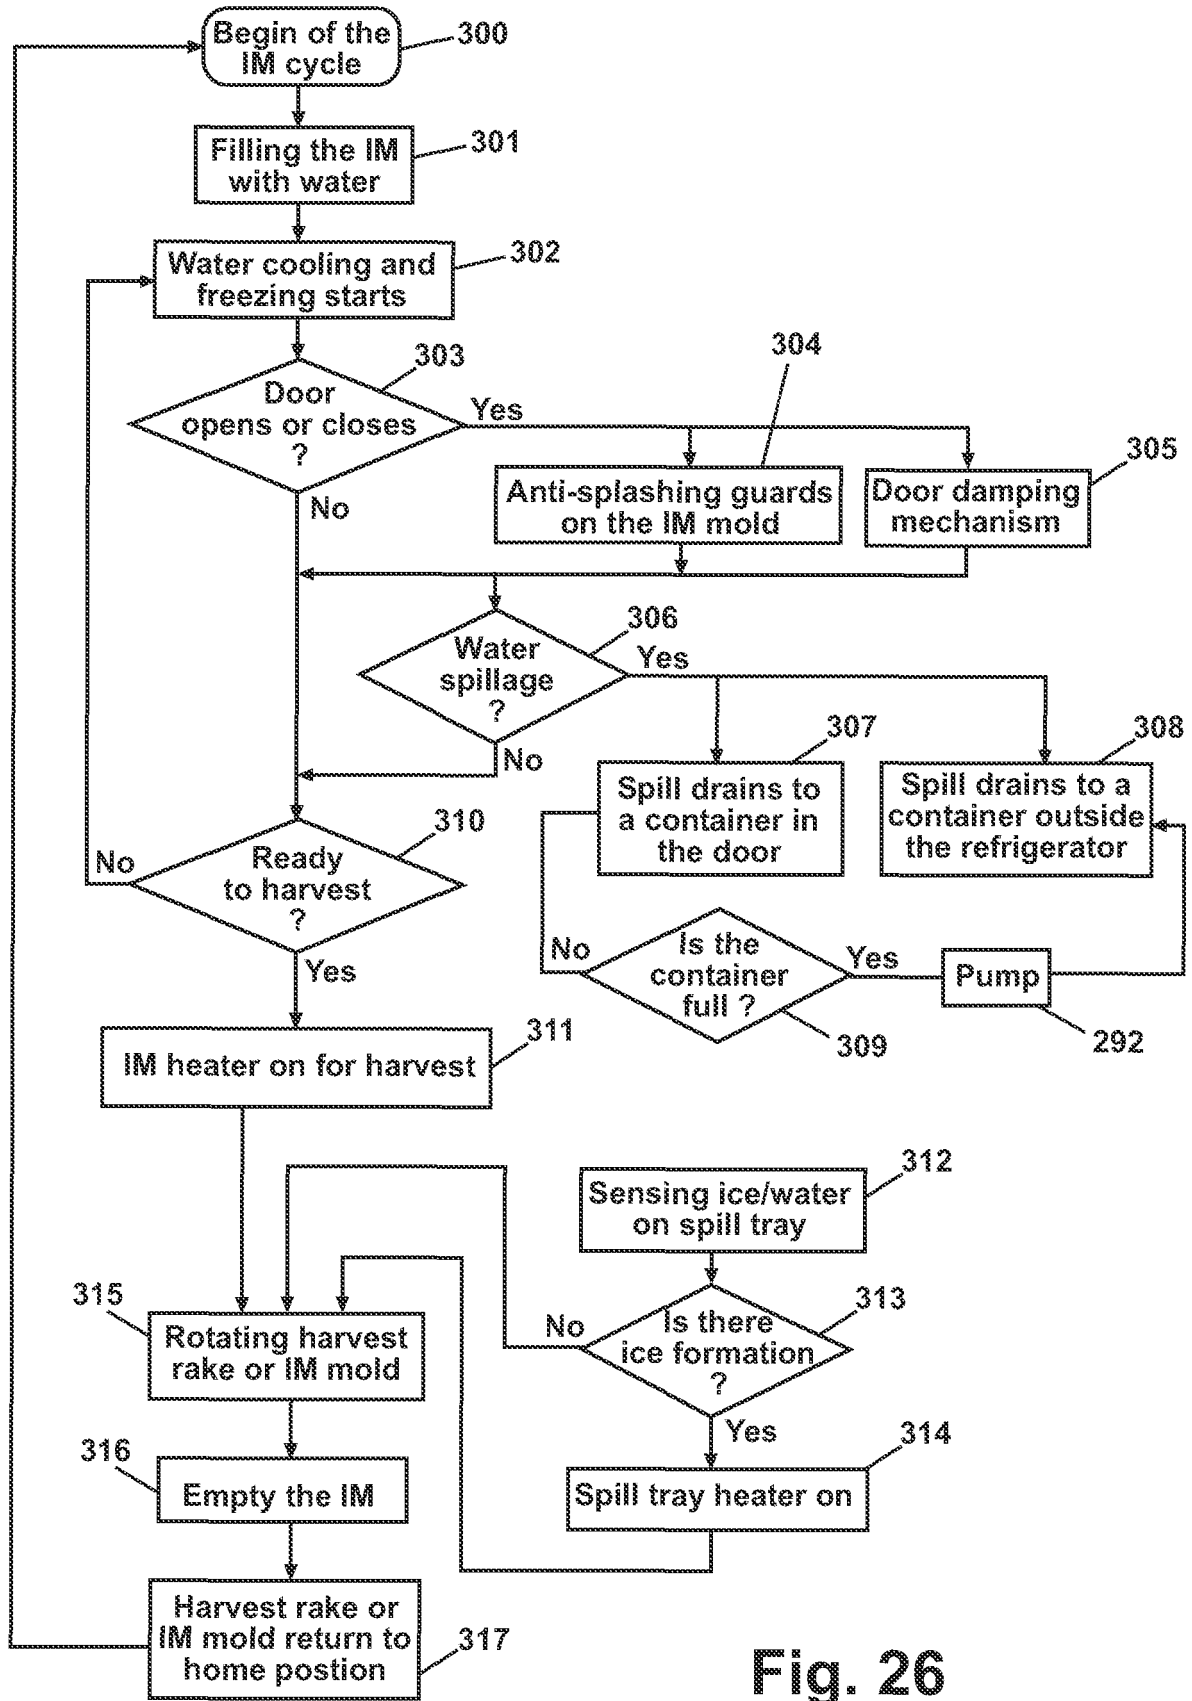 Begin of the
IM cycle
300
Filling the IM
with water
301
Water cooling and
freezing starts
302
Door
opens or closes
?
303
Yes
No
304
Anti-splashing guards
on the IM mold
305
Door damping
mechanism
306
Water
spillage
?
Yes
No
307
Spill drains to
a container in
the door
308
Spill drains to a
container outside
the refrigerator
310
Ready
to harvest
?
No
Yes
Is the
container
full ?
No
Yes
309
Pump
292
311
IM heater on for harvest
312
Sensing ice/water
on spill tray
313
Is there
ice formation
?
No
Yes
314
Spill tray heater on
315
Rotating harvest
rake or IM mold
316
Empty the IM
Harvest rake or
IM mold return to
home postion
317
Fig. 26